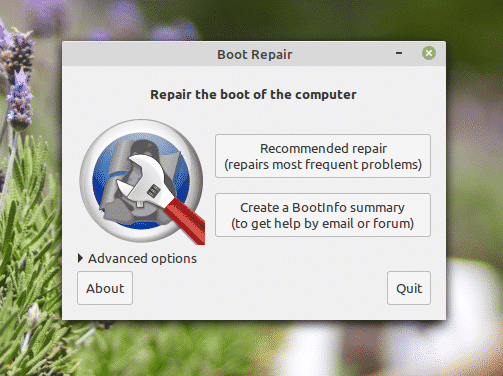 Boot Repair
Repair the boot of the computer
Recommended repair
(repairs most frequent problems)
Create a BootInfo summary
(to get help by email or forum)
Advanced options
About
Quit